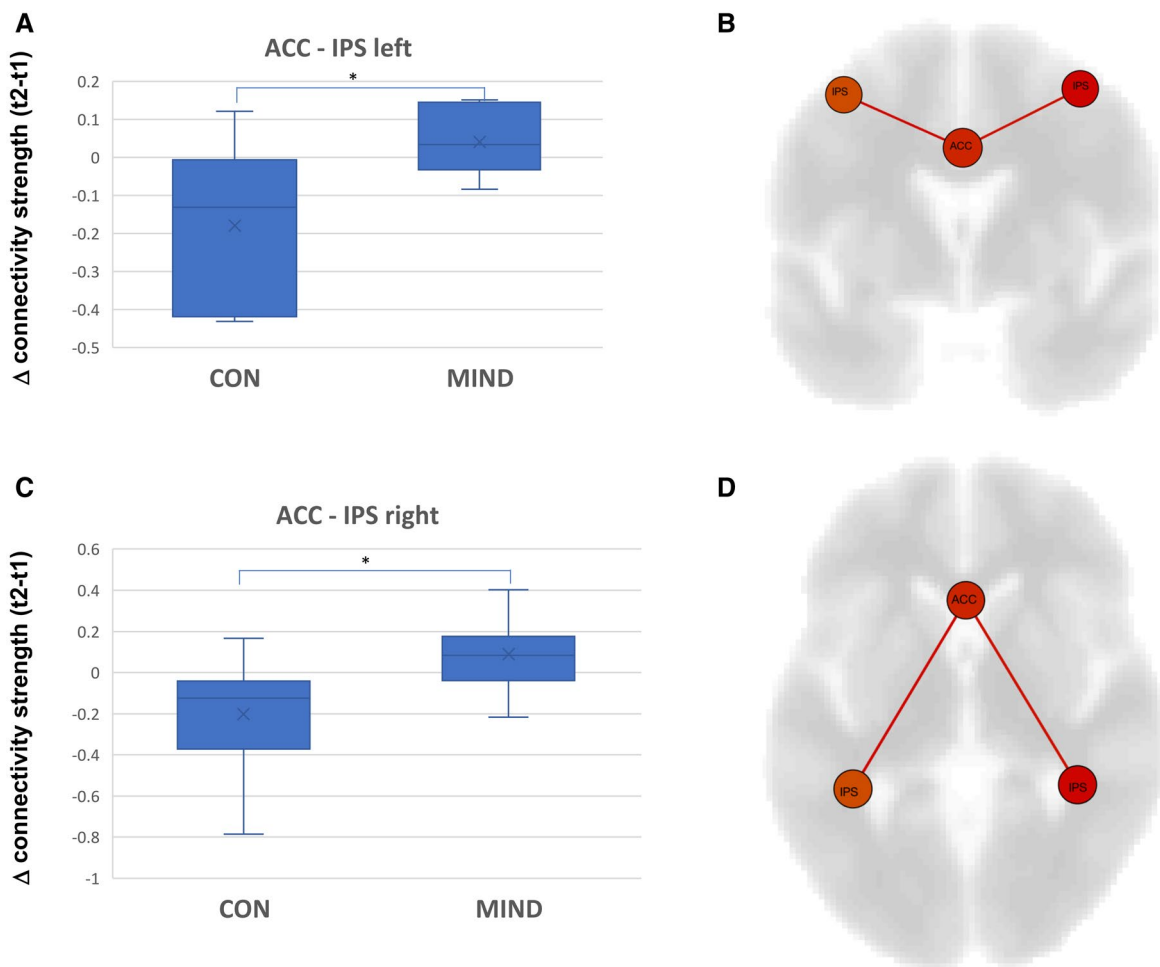 A
ACC - IPS left
Δ connectivity strength (t2-t1)
*
0.2
0.1
0
-0.1
-0.2
-0.3
-0.4
-0.5
CON MIND
B
IPS IPS
ACC
C
ACC - IPS right
Δ connectivity strength (t2-t1)
*
0.6
0.4
0.2
0
-0.2
-0.4
-0.6
-0.8
-1
CON MIND
D
ACC
IPS IPS